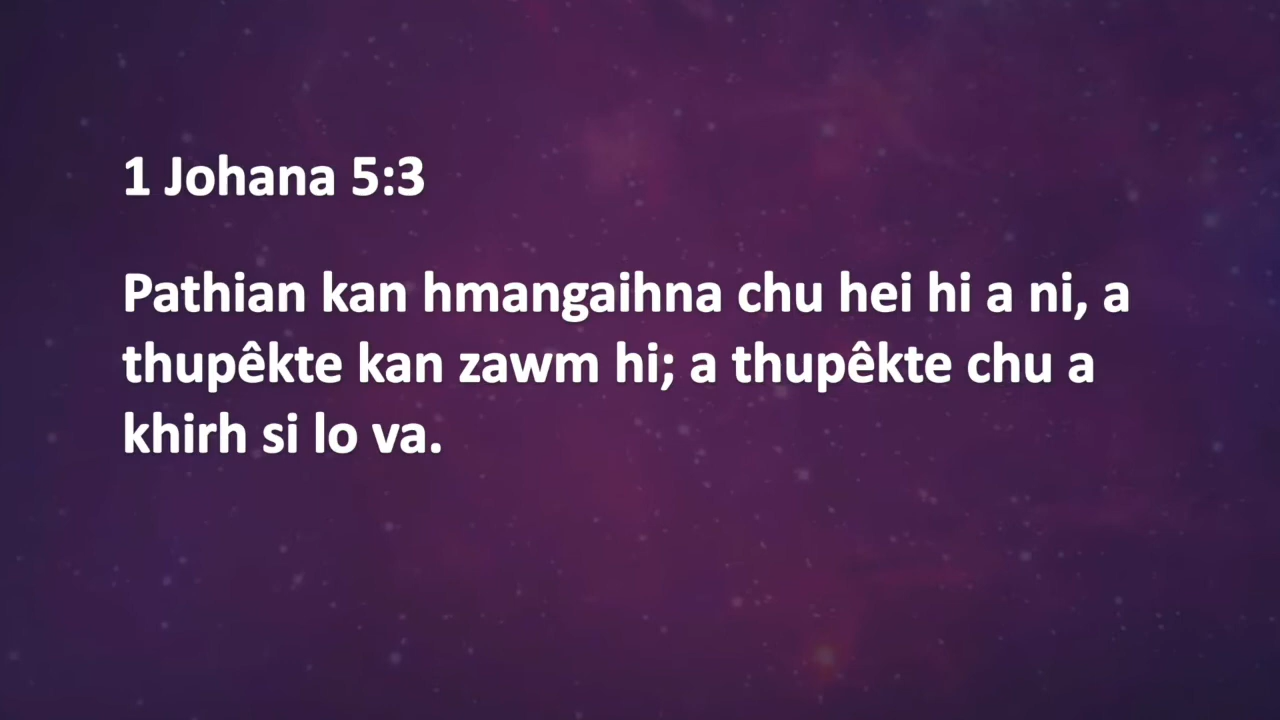 1 Johana 5:3
Pathian kan hmangaihna chu hei hi a ni, a
thupêkte kan zawm hi; a thupêkte chu a
khirh si lo va.